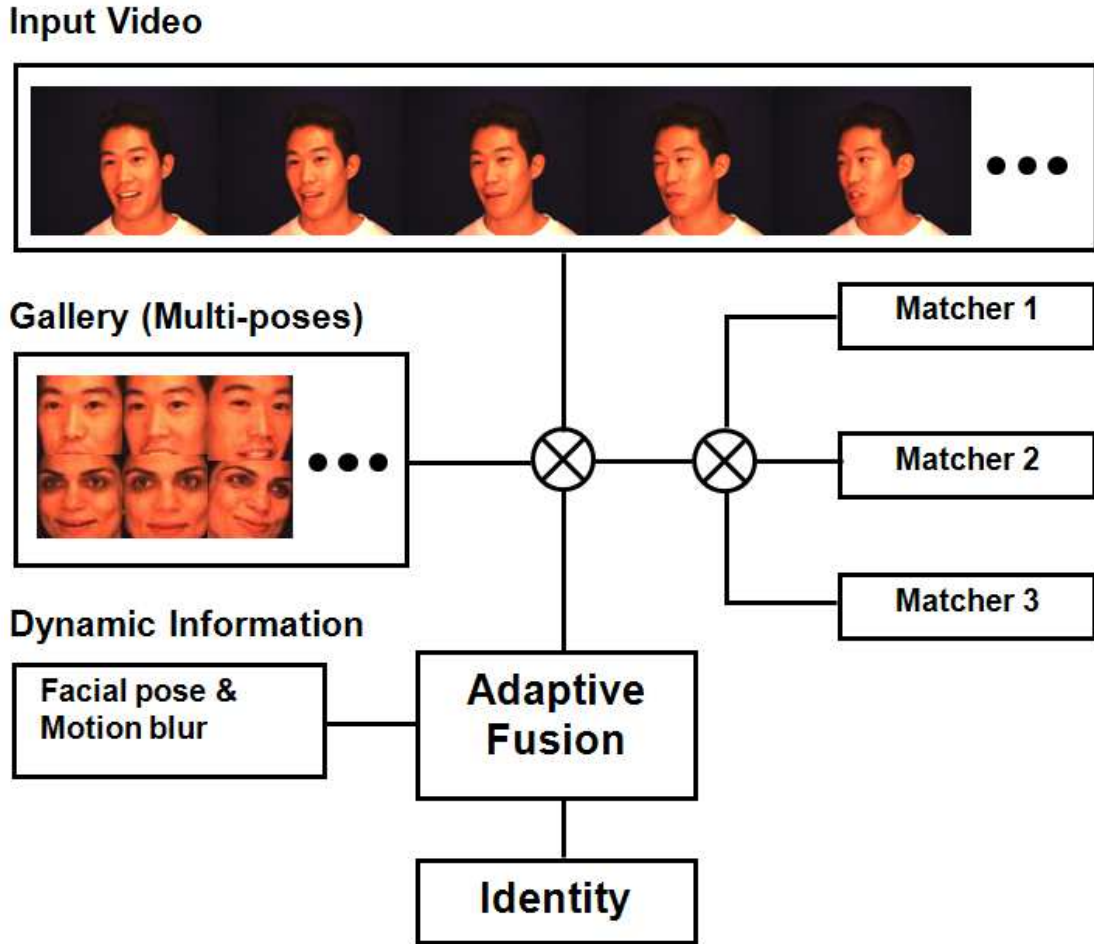 Input Video
Gallery (Multi-poses)
Matcher 1
Matcher 2
Matcher 3
Dynamic Information
Facial pose &
Motion blur
Adaptive
Fusion
Identity